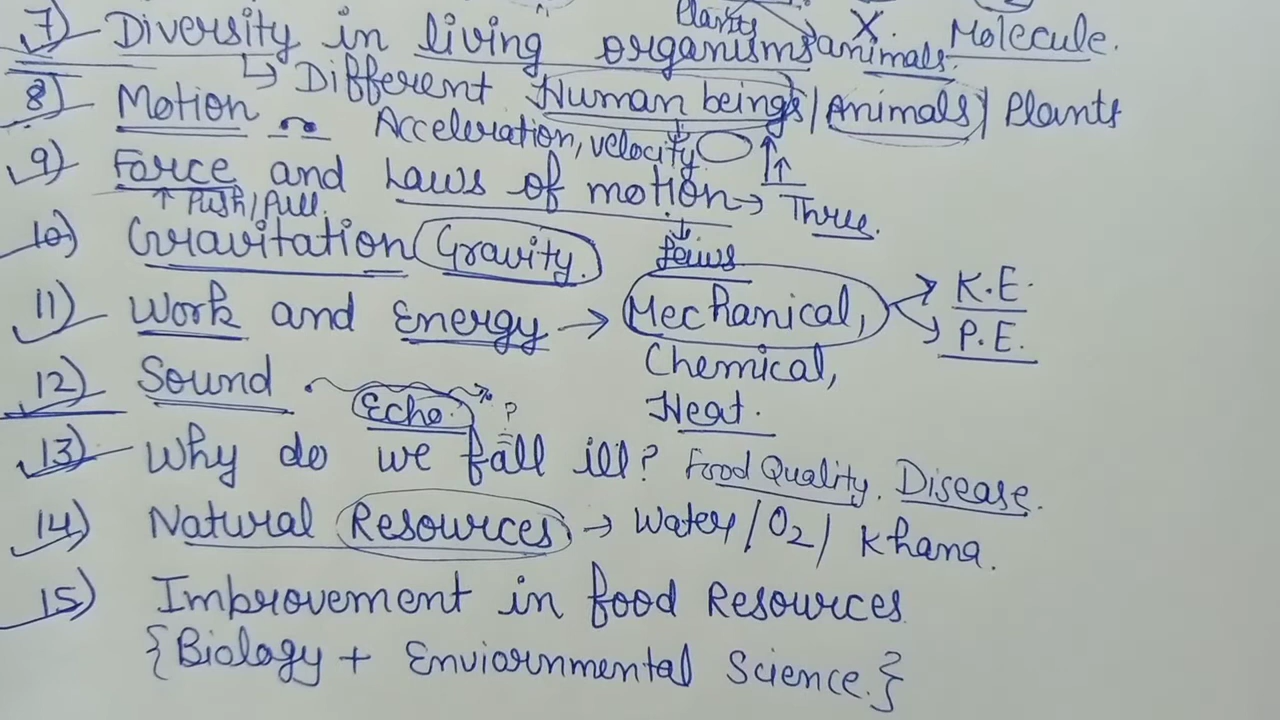 Plants X Molecule.
7) Diversity in living organisms animals.
↳ Different Human beings/Animals/Plants
8) Motion Acceleration, velocity
9) Force and Laws of motion → Three.
↑ Push/Pull.
10) Gravitation (Gravity.)
11) Work and Energy → Mechanical, K.E.
P.E.
Chemical,
Heat.
12) Sound Echo. ?
13) Why do we fall ill? Food Quality. Disease.
14) Natural Resources → Water/O2/ Khana.
15) Improvement in food Resources.
{Biology + Enviornmental Science.}